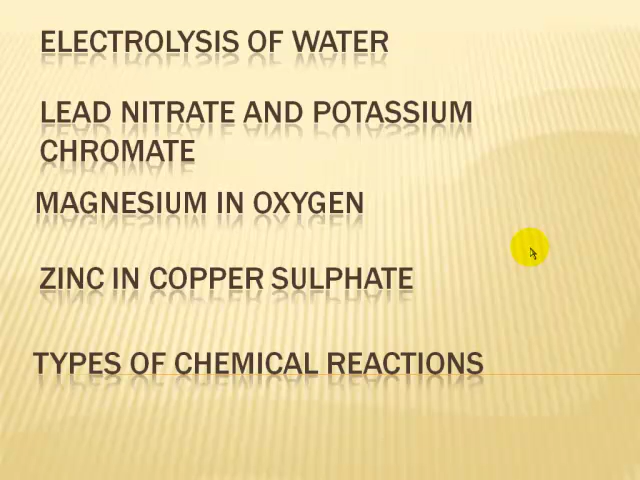 ELECTROLYSIS OF WATER
LEAD NITRATE AND POTASSIUM
CHROMATE
MAGNESIUM IN OXYGEN
ZINC IN COPPER SULPHATE
TYPES OF CHEMICAL REACTIONS